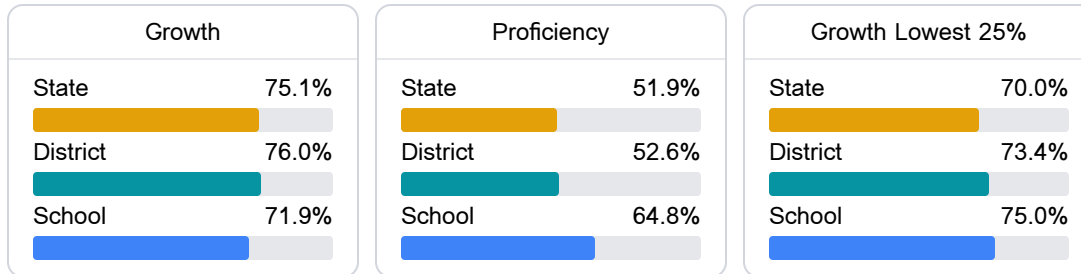 Growth
State 75.1%
District 76.0%
School 71.9%
Proficiency
State 51.9%
District 52.6%
School 64.8%
Growth Lowest 25%
State 70.0%
District 73.4%
School 75.0%